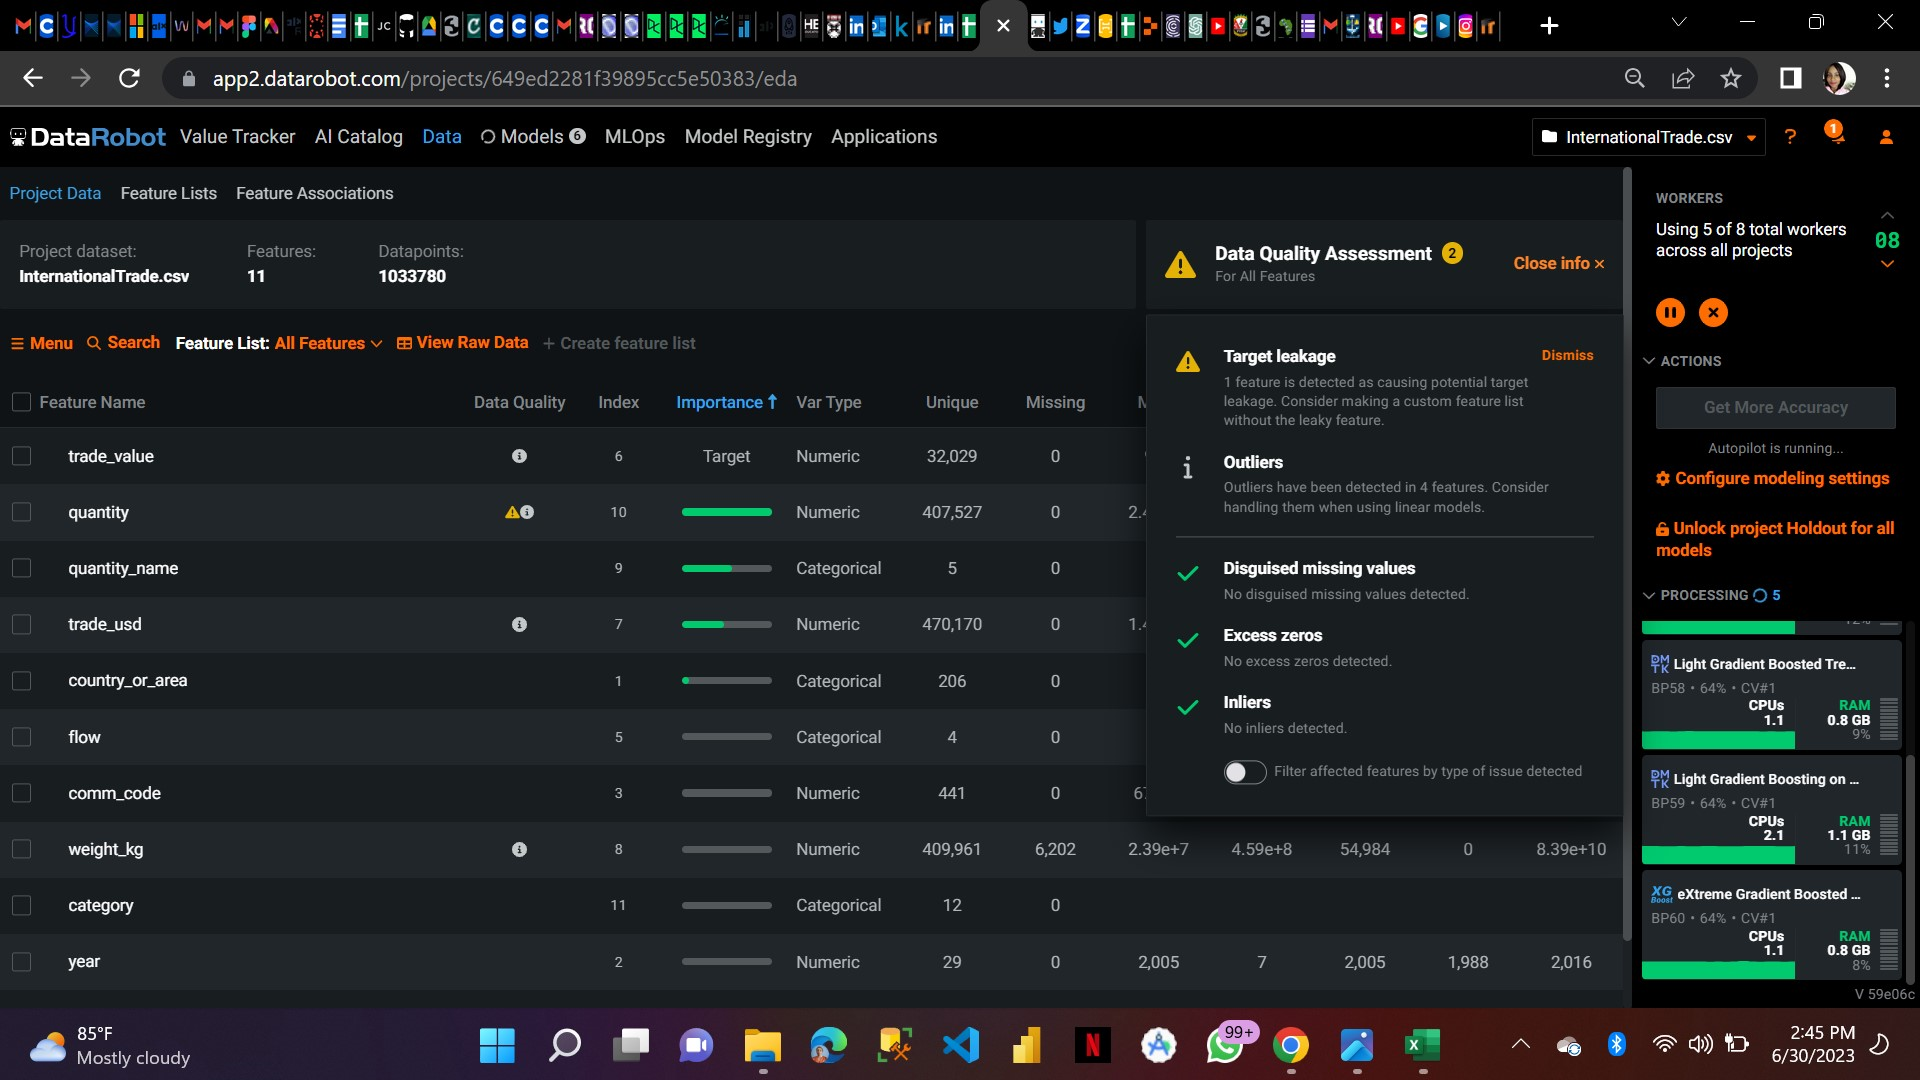 app2.datarobot.com/projects/649ed2281f39895cc5e50383/eda
DataRobot Value Tracker AI Catalog Data Models 6 MLOps Model Registry Applications
InternationalTrade.csv ? 1
Project Data Feature Lists Feature Associations
Project dataset: Features: Datapoints:
InternationalTrade.csv 11 1033780
Data Quality Assessment 2
For All Features
Close info ×
Menu Search Feature List: All Features View Raw Data + Create feature list
Feature Name Data Quality Index Importance ↑ Var Type Unique Missing M
trade_value 6 Target Numeric 32,029 0
quantity 10 Numeric 407,527 0 2.4
quantity_name 9 Categorical 5 0
trade_usd 7 Numeric 470,170 0 1.4
country_or_area 1 Categorical 206 0
flow 5 Categorical 4 0
comm_code 3 Numeric 441 0 67
weight_kg 8 Numeric 409,961 6,202 2.39e+7 4.59e+8 54,984 0 8.39e+10
category 11 Categorical 12 0
year 2 Numeric 29 0 2,005 7 2,005 1,988 2,016
Target leakage Dismiss
1 feature is detected as causing potential target
leakage. Consider making a custom feature list
without the leaky feature.
Outliers
Outliers have been detected in 4 features. Consider
handling them when using linear models.
Disguised missing values
No disguised missing values detected.
Excess zeros
No excess zeros detected.
Inliers
No inliers detected.
Filter affected features by type of issue detected
WORKERS
Using 5 of 8 total workers
across all projects
08
ACTIONS
Get More Accuracy
Autopilot is running...
Configure modeling settings
Unlock project Holdout for all
models
PROCESSING 5
12%
Light Gradient Boosted Tre...
BP58 • 64% • CV#1
CPUs RAM
1.1 0.8 GB
9%
Light Gradient Boosting on ...
BP59 • 64% • CV#1
CPUs RAM
2.1 1.1 GB
11%
XG Boost eXtreme Gradient Boosted ...
BP60 • 64% • CV#1
CPUs RAM
1.1 0.8 GB
8%
V 59e06c
85°F
Mostly cloudy
99+
2:45 PM
6/30/2023